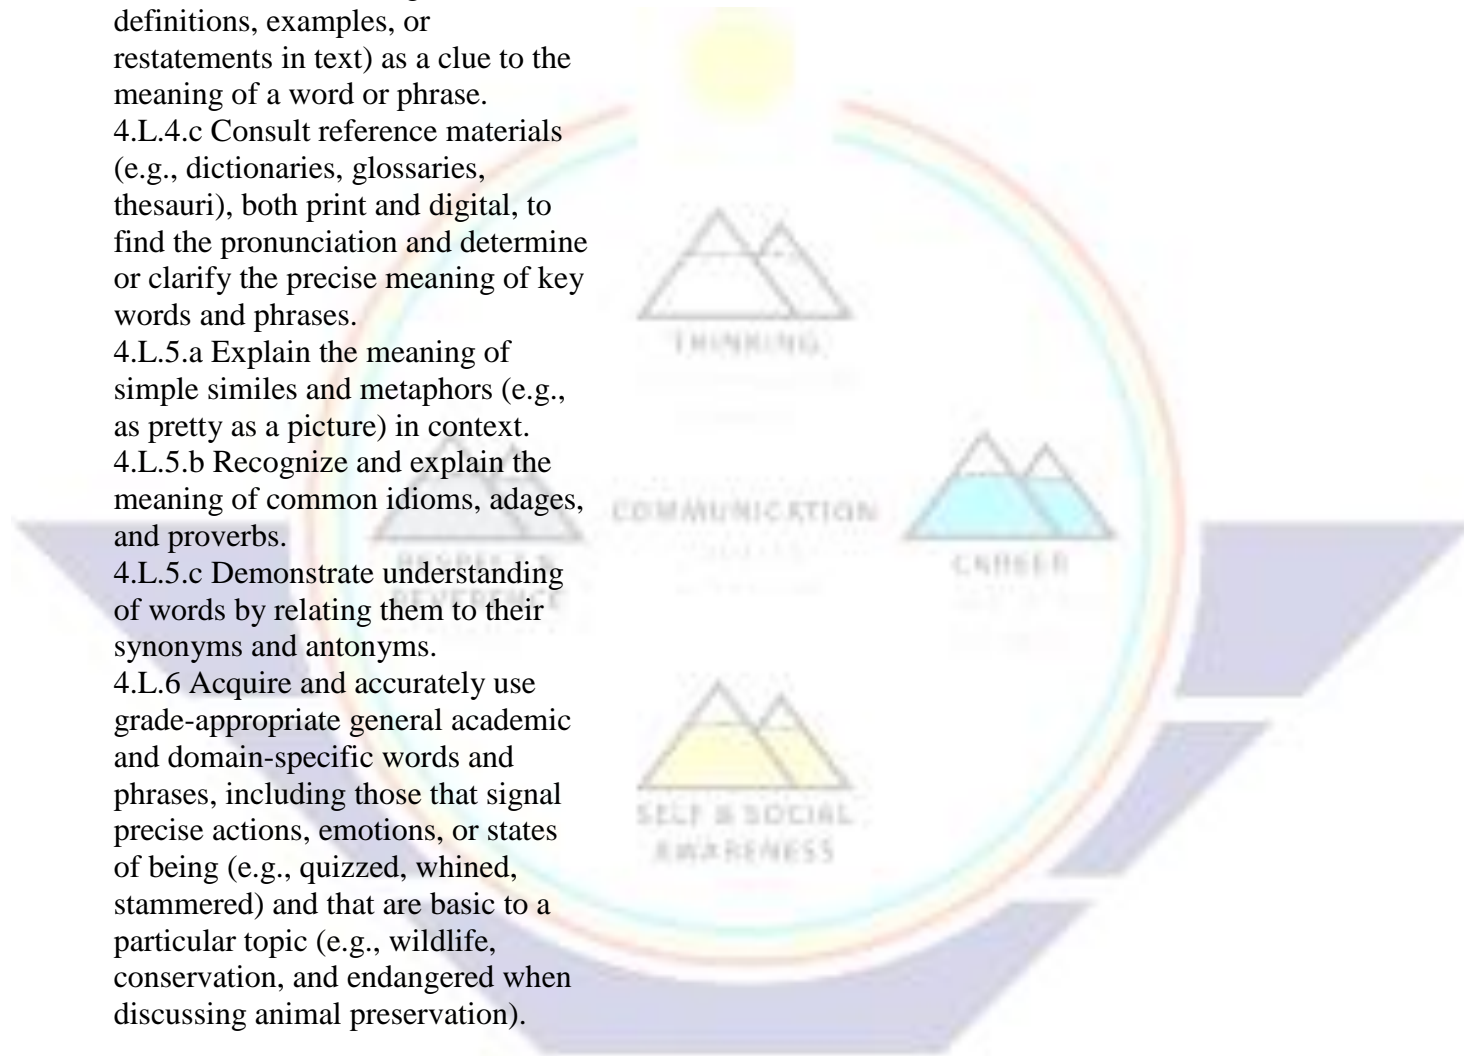 definitions, examples, or
restatements in text) as a clue to the
meaning of a word or phrase.
4.L.4.c Consult reference materials
(e.g., dictionaries, glossaries,
thesauri), both print and digital, to
find the pronunciation and determine
or clarify the precise meaning of key
words and phrases.
4.L.5.a Explain the meaning of
simple similes and metaphors (e.g.,
as pretty as a picture) in context.
4.L.5.b Recognize and explain the
meaning of common idioms, adages,
and proverbs.
4.L.5.c Demonstrate understanding
of words by relating them to their
synonyms and antonyms.
4.L.6 Acquire and accurately use
grade-appropriate general academic
and domain-specific words and
phrases, including those that signal
precise actions, emotions, or states
of being (e.g., quizzed, whined,
stammered) and that are basic to a
particular topic (e.g., wildlife,
conservation, and endangered when
discussing animal preservation).
THINKING
COMMUNICATION
CAREER
RESPECT &
REVERENCE
SELF & SOCIAL
AWARENESS